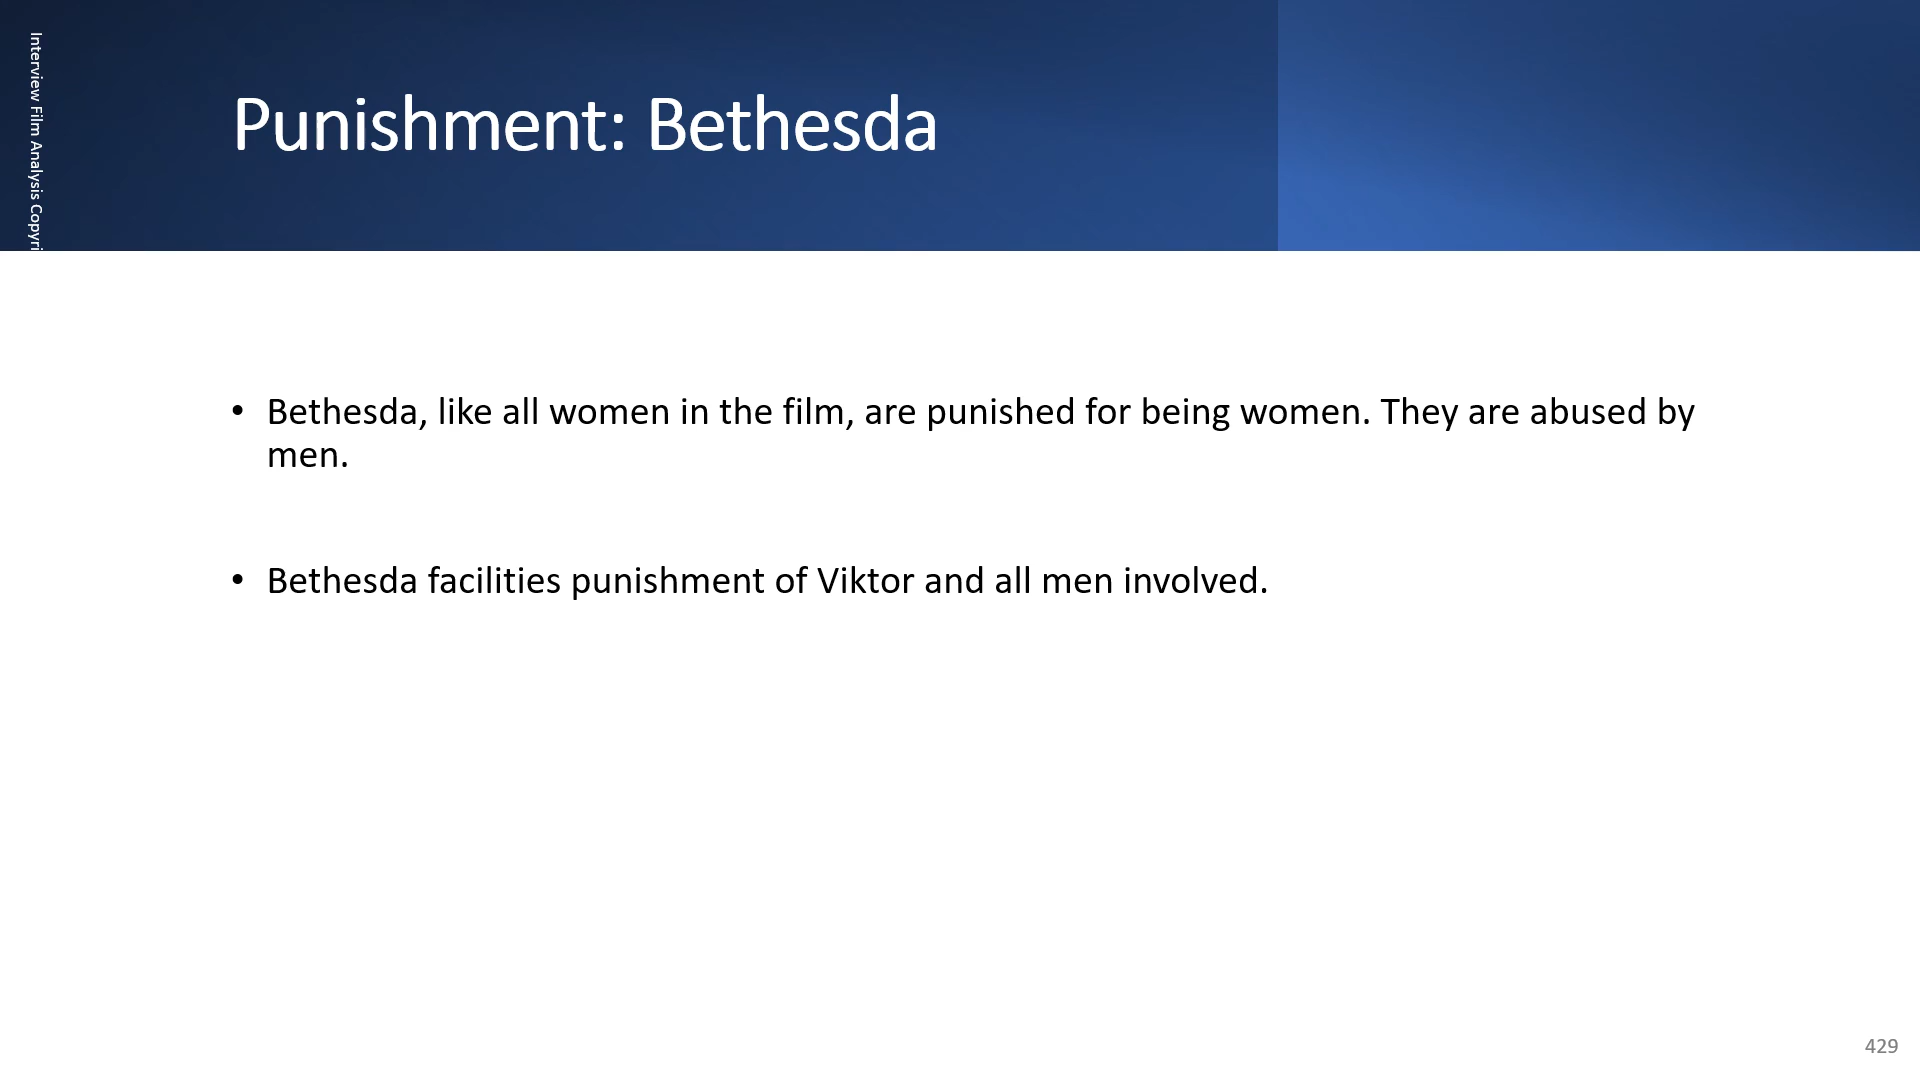 Interview Film Analysis Copyri
Punishment: Bethesda
• Bethesda, like all women in the film, are punished for being women. They are abused by
men.
• Bethesda facilities punishment of Viktor and all men involved.
429